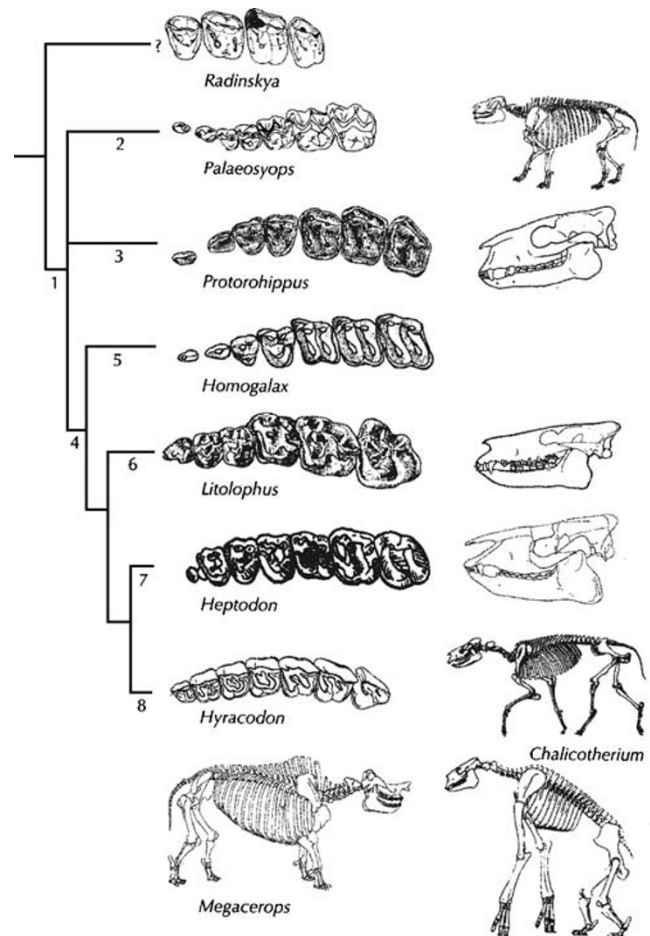 ?
Radinskya
2
Palaeosyops
3
Protorohippus
1
5
Homogalax
4
6
Litolophus
7
Heptodon
8
Hyracodon
Chalicotherium
Megacerops